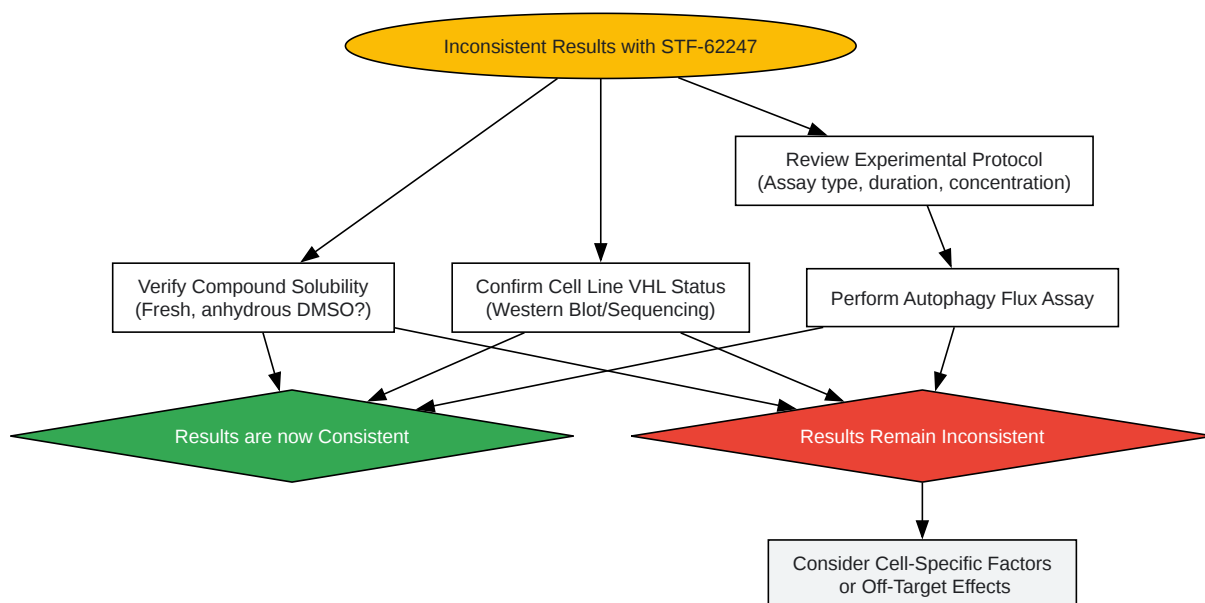 Inconsistent Results with STF-62247
Review Experimental Protocol
(Assay type, duration, concentration)
Verify Compound Solubility
(Fresh, anhydrous DMSO?)
Confirm Cell Line VHL Status
(Western Blot/Sequencing)
Perform Autophagy Flux Assay
Results are now Consistent
Results Remain Inconsistent
Consider Cell-Specific Factors
or Off-Target Effects